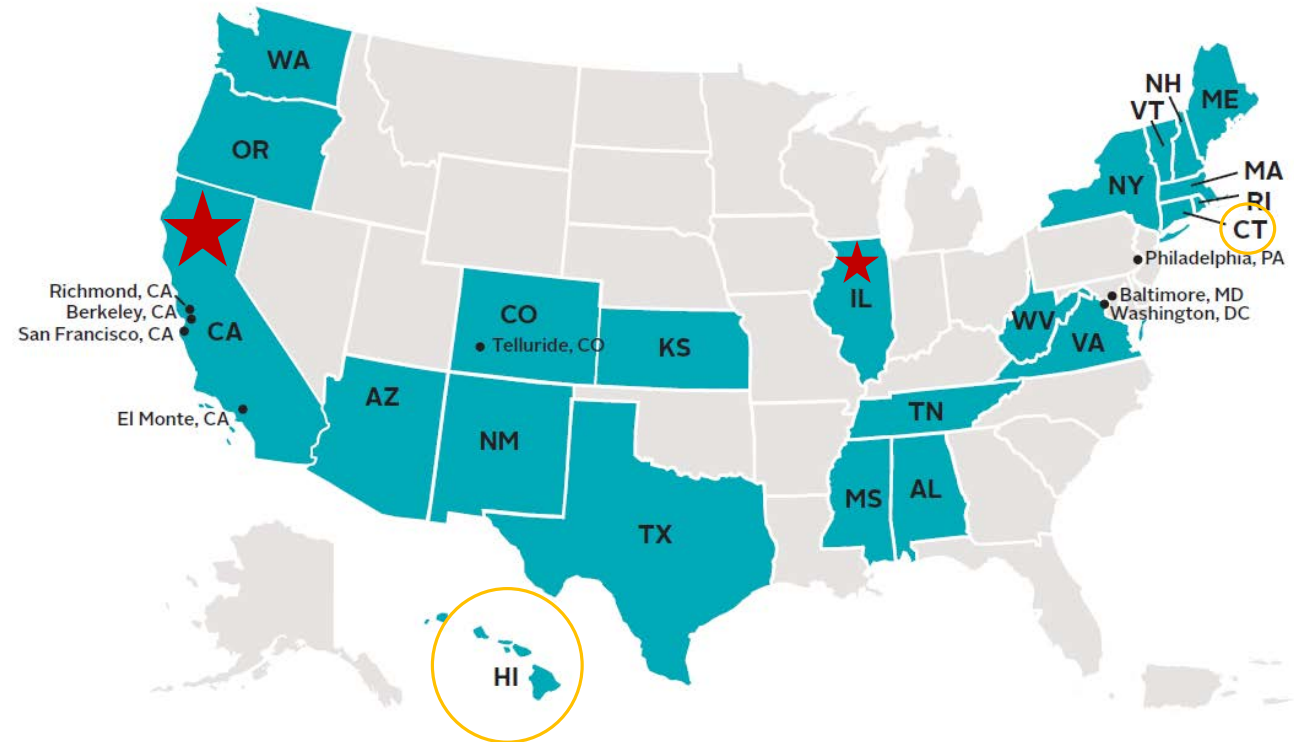 WA
OR
NH
VT
ME
NY
MA
RI
CT
Philadelphia, PA
Baltimore, MD
Washington, DC
Richmond, CA
Berkeley, CA
San Francisco, CA
CA
El Monte, CA
CO
Telluride, CO
KS
IL
WV
VA
AZ
NM
TN
MS
AL
TX
HI